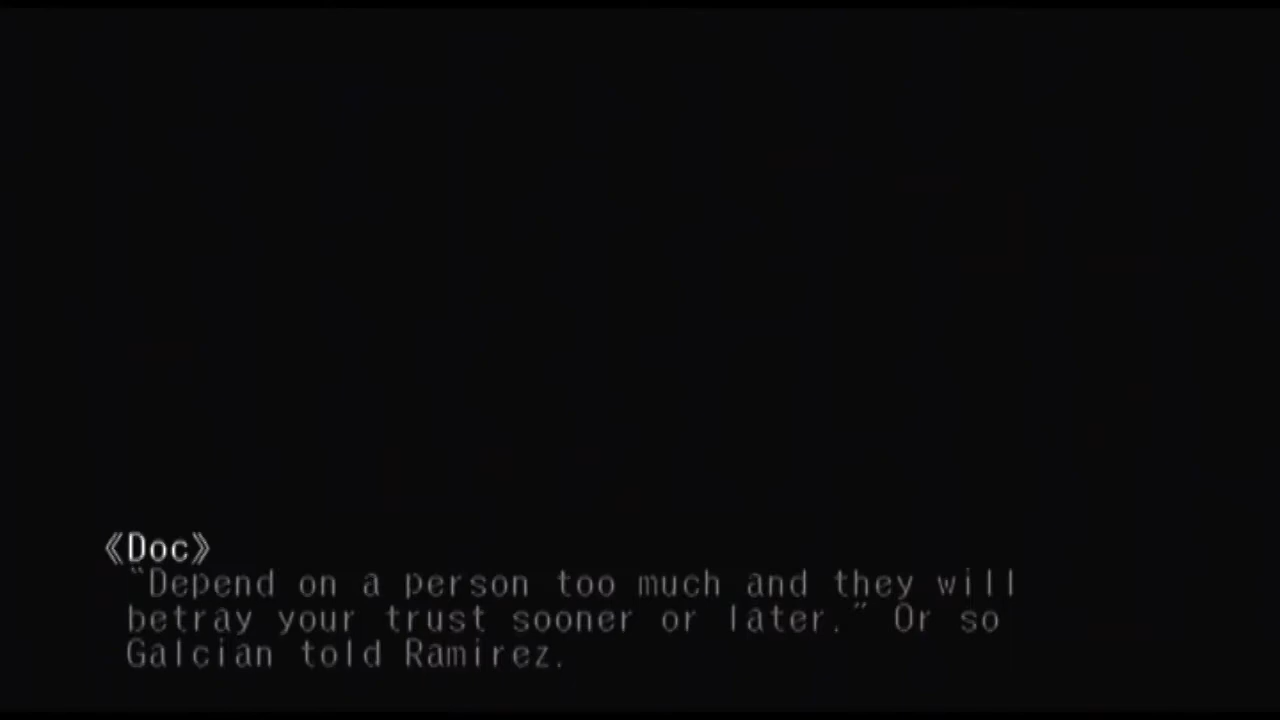 《Doc》
“Depend on a person too much and they will
betray your trust sooner or later.” Or so
Galcian told Ramirez.